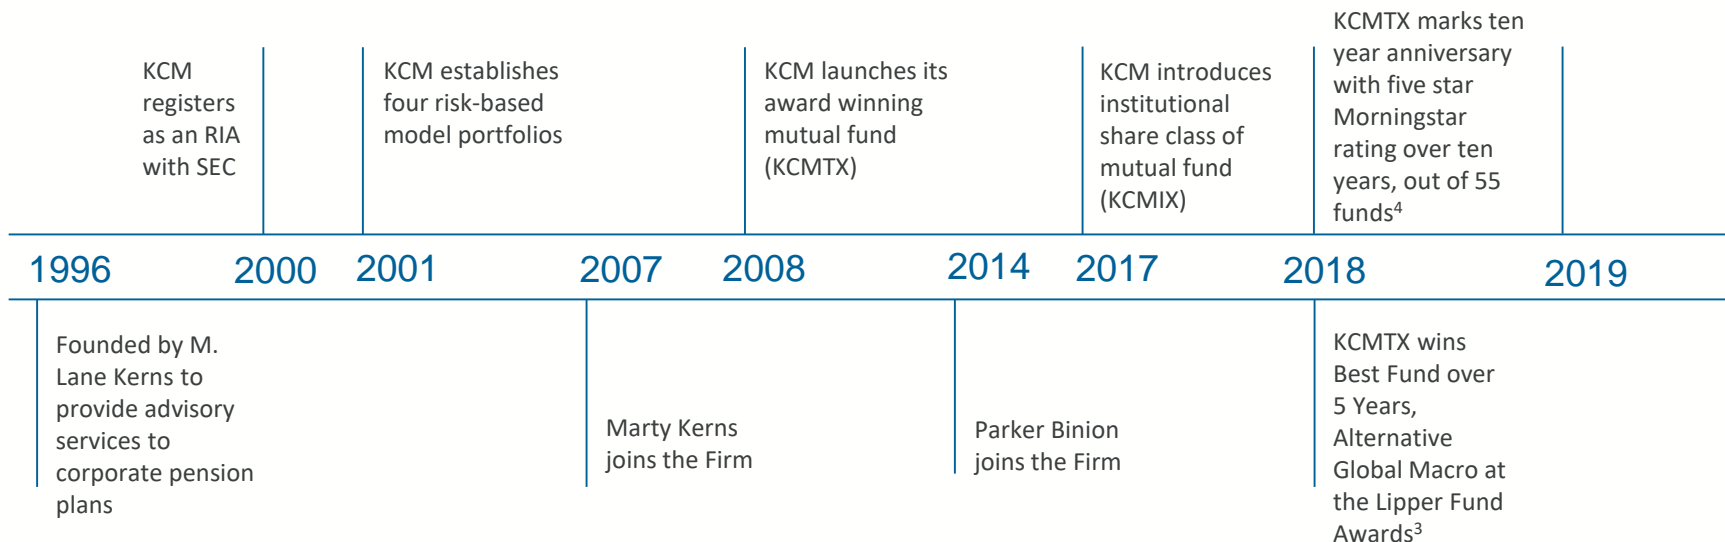 KCM
registers
as an RIA
with SEC
KCM establishes
four risk-based
model portfolios
KCM launches its
award winning
mutual fund
(KCMTX)
KCM introduces
institutional
share class of
mutual fund
(KCMIX)
KCMTX marks ten
year anniversary
with five star
Morningstar
rating over ten
years, out of 55
funds⁴
1996 2000 2001 2007 2008 2014 2017 2018 2019
Founded by M.
Lane Kerns to
provide advisory
services to
corporate pension
plans
Marty Kerns
joins the Firm
Parker Binion
joins the Firm
KCMTX wins
Best Fund over
5 Years,
Alternative
Global Macro at
the Lipper Fund
Awards³